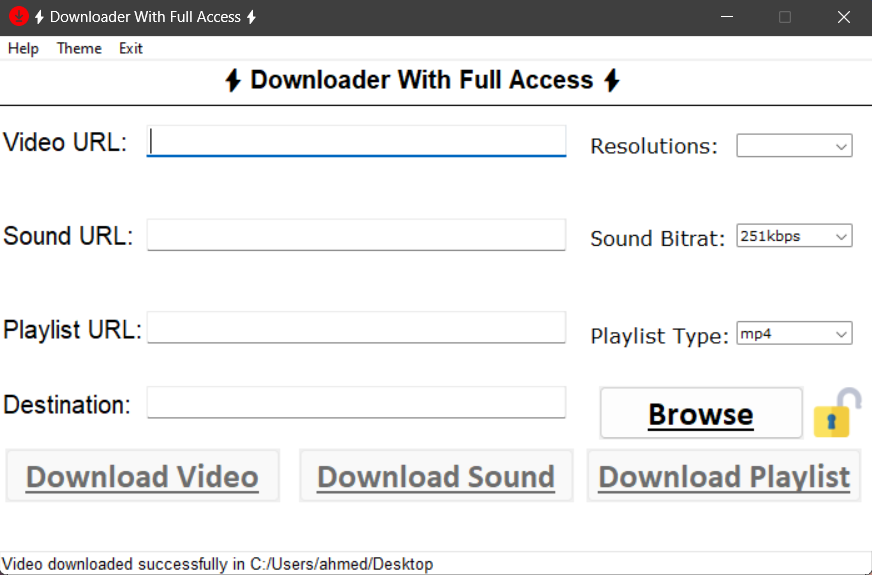 ⚡ Downloader With Full Access ⚡
Help Theme Exit
⚡ Downloader With Full Access ⚡
Video URL: Resolutions:
Sound URL: Sound Bitrat: 251kbps
Playlist URL: Playlist Type: mp4
Destination: Browse
Download Video Download Sound Download Playlist
Video downloaded successfully in C:/Users/ahmed/Desktop